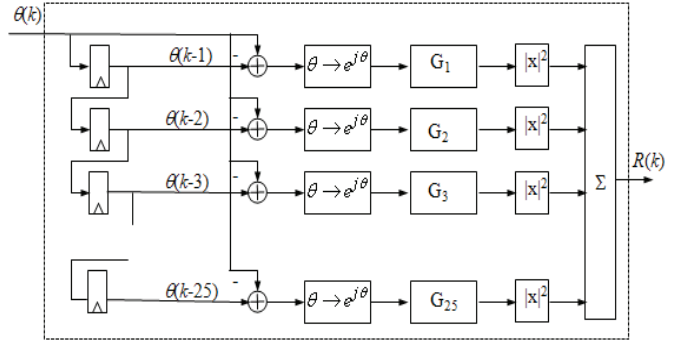 θ(k)
θ(k-1) - θ→e^{jθ} G₁ |x|²
θ(k-2) - θ→e^{jθ} G₂ |x|²
θ(k-3) - θ→e^{jθ} G₃ |x|² Σ R(k)
θ(k-25) - θ→e^{jθ} G₂₅ |x|²